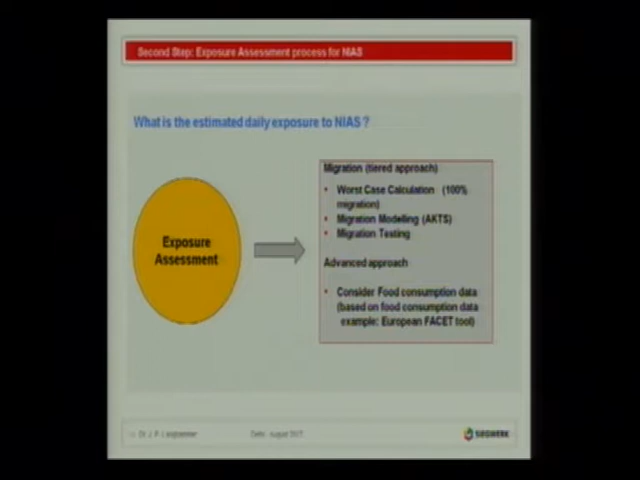 Second Step: Exposure Assessment process for NIAS
What is the estimated daily exposure to NIAS ?
Exposure
Assessment
Migration (tiered approach)
• Worst Case Calculation (100%
migration)
• Migration Modelling (AKTS)
• Migration Testing
Advanced approach
• Consider Food consumption data
(based on food consumption data
example: European FACET tool)
Dr. J. P.
SIEGWERK